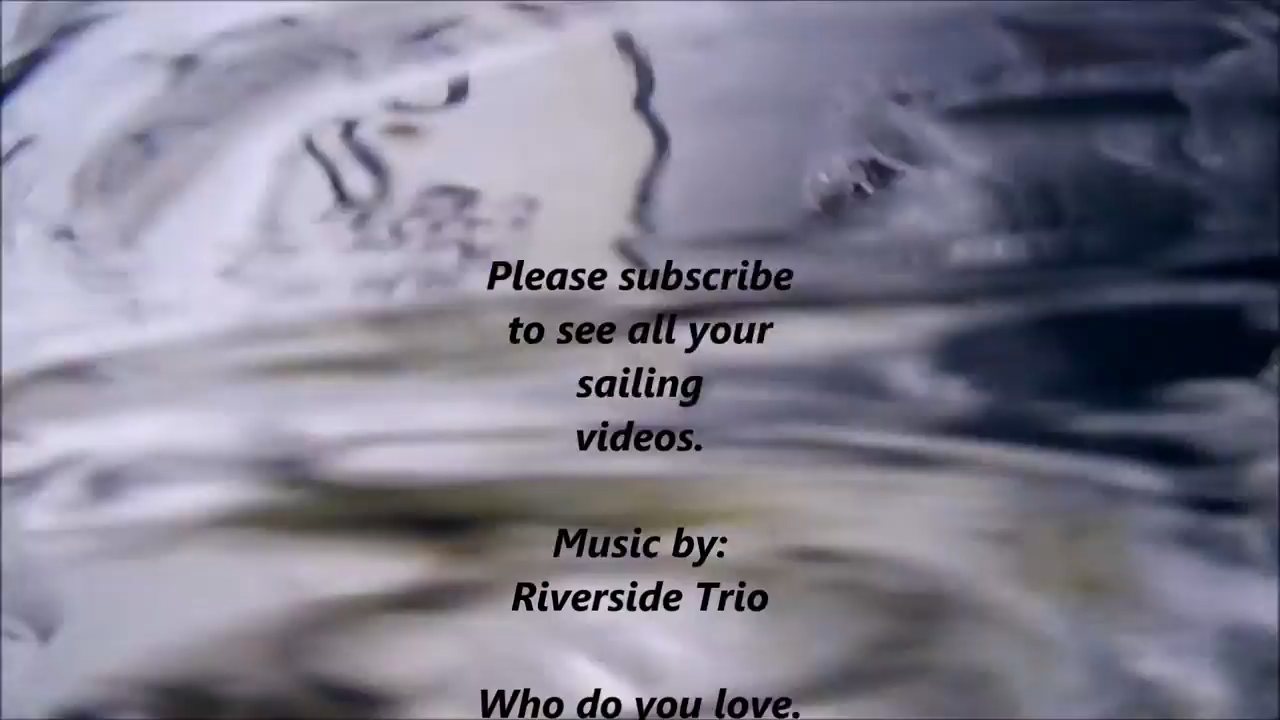 Please subscribe
to see all your
sailing
videos.
Music by:
Riverside Trio
Who do you love.